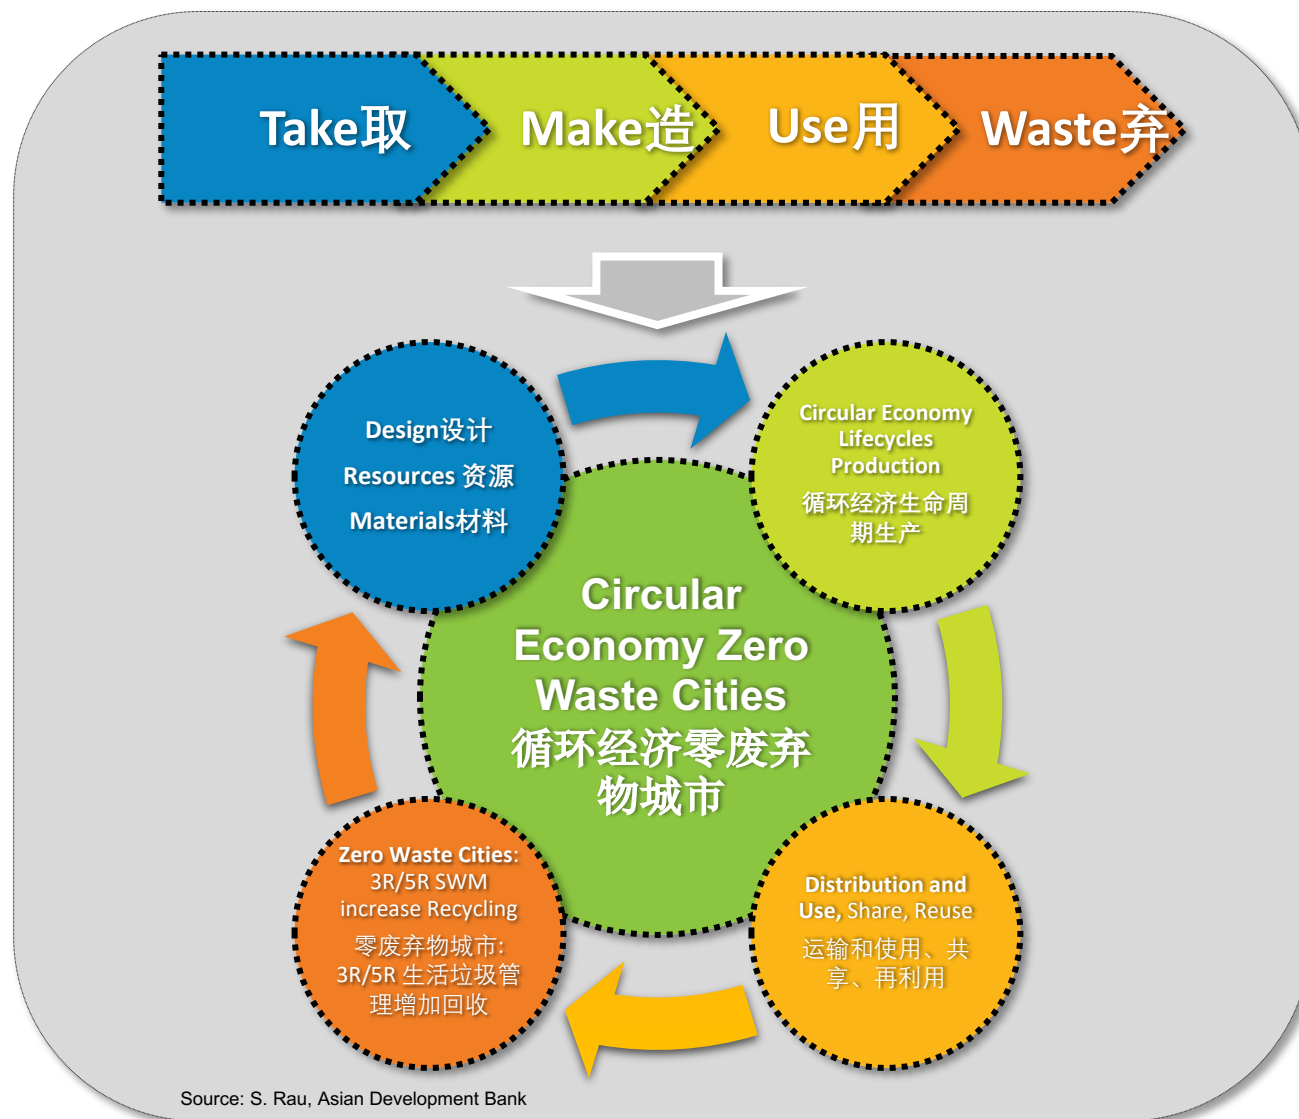 Take取
Make造
Use用
Waste弃
Design设计
Resources 资源
Materials材料
Circular Economy
Lifecycles
Production
循环经济生命周
期生产
Circular
Economy Zero
Waste Cities
循环经济零废弃
物城市
Zero Waste Cities:
3R/5R SWM
increase Recycling
零废弃物城市:
3R/5R 生活垃圾管
理增加回收
Distribution and
Use, Share, Reuse
运输和使用、共
享、再利用
Source: S. Rau, Asian Development Bank